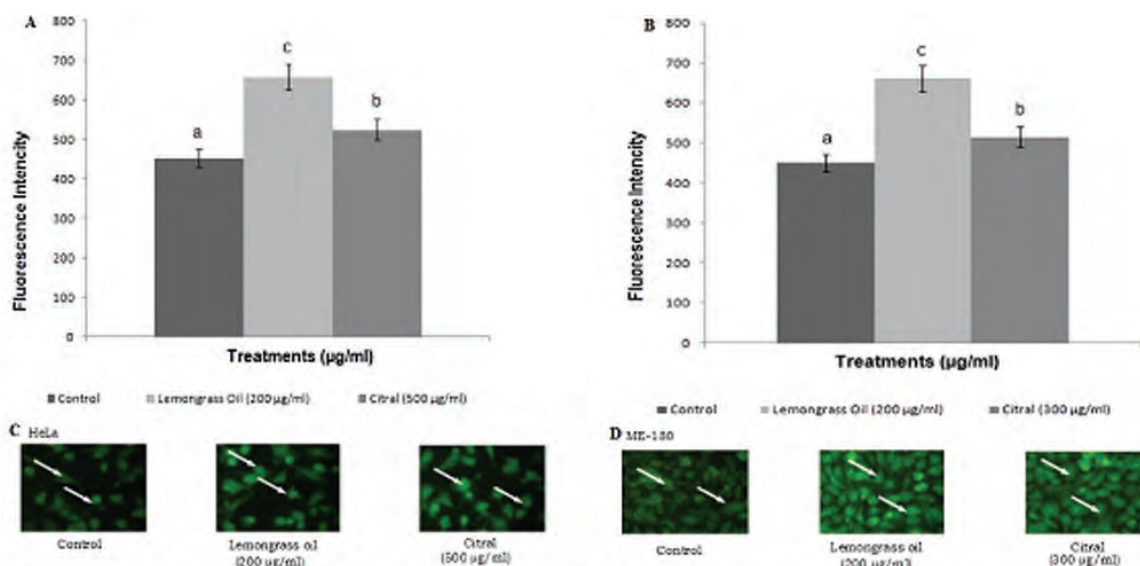 A
800
700
600
500
400
300
200
100
0
Fluorescence Intencity
a
c
b
Treatments (µg/ml)
Control
Lemongrass Oil (200 µg/ml)
Citral (500 µg/ml)
B
800
700
600
500
400
300
200
100
0
Fluorescence Intencity
a
c
b
Treatments (µg/ml)
Control
Lemongrass Oil (200 µg/ml)
Citral (300 µg/ml)
C HeLa
Control
Lemongrass oil
(200 µg/ml)
Citral
(500 µg/ml)
D ME-180
Control
Lemongrass oil
(200 µg/ml)
Citral
(300 µg/ml)